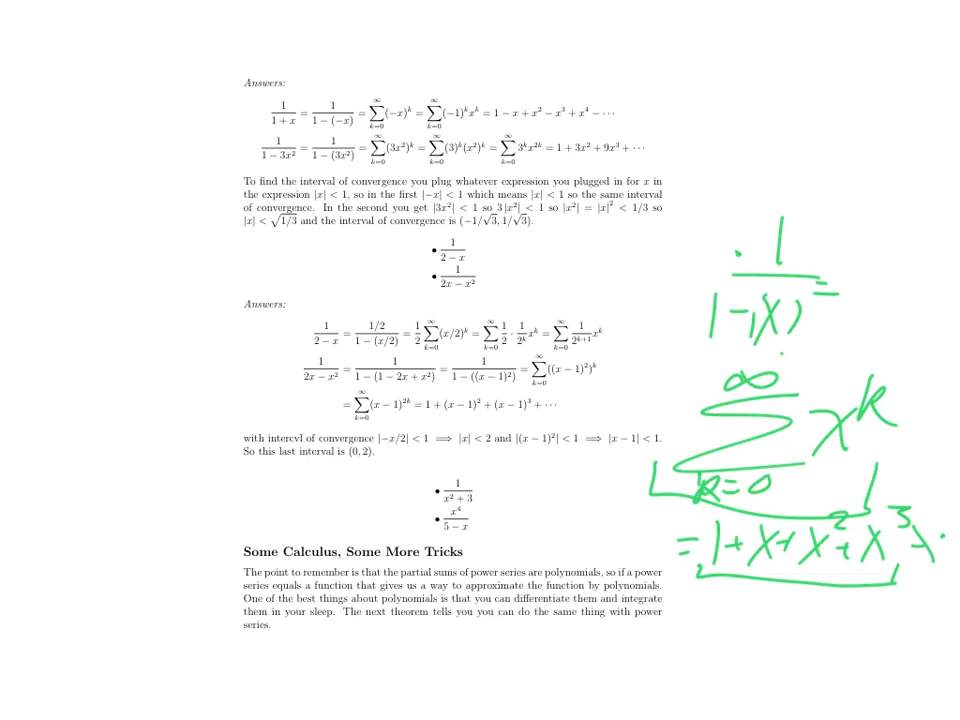 Answers:
1/(1 + x) = 1/(1 − (−x)) = ∑_{k=0}^{∞} (−x)^k = ∑_{k=0}^{∞} (−1)^k x^k = 1 − x + x^2 − x^3 + x^4 − ⋯
1/(1 − 3x^2) = 1/(1 − (3x^2)) = ∑_{k=0}^{∞} (3x^2)^k = ∑_{k=0}^{∞} (3)^k (x^2)^k = ∑_{k=0}^{∞} 3^k x^{2k} = 1 + 3x^2 + 9x^3 + ⋯
To find the interval of convergence you plug whatever expression you plugged in for x in
the expression |x| < 1, so in the first |−x| < 1 which means |x| < 1 so the same interval
of convergence. In the second you get |3x^2| < 1 so 3|x^2| < 1 so |x^2| = |x|^2 < 1/3 so
|x| < √(1/3) and the interval of convergence is (−1/√3, 1/√3).
• 1/(2 − x)
• 1/(2x − x^2)
Answers:
1/(2 − x) = (1/2)/(1 − (x/2)) = 1/2 ∑_{k=0}^{∞} (x/2)^k = ∑_{k=0}^{∞} 1/2 · 1/2^k x^k = ∑_{k=0}^{∞} 1/2^{k+1} x^k
1/(2x − x^2) = 1/(1 − (1 − 2x + x^2)) = 1/(1 − ((x − 1)^2)) = ∑_{k=0}^{∞} ((x − 1)^2)^k
= ∑_{k=0}^{∞} (x − 1)^{2k} = 1 + (x − 1)^2 + (x − 1)^3 + ⋯
with intercvl of convergence |−x/2| < 1 ⟹ |x| < 2 and |(x − 1)^2| < 1 ⟹ |x − 1| < 1.
So this last interval is (0, 2).
• 1/(x^2 + 3)
• x^4/(5 − x)
Some Calculus, Some More Tricks
The point to remember is that the partial sums of power series are polynomials, so if a power
series equals a function that gives us a way to approximate the function by polynomials.
One of the best things about polynomials is that you can differentiate them and integrate
them in your sleep. The next theorem tells you you can do the same thing with power
series.
1/(1 − (x)) =
∑_{k=0}^{∞} x^k
= 1 + x + x^2 + x^3